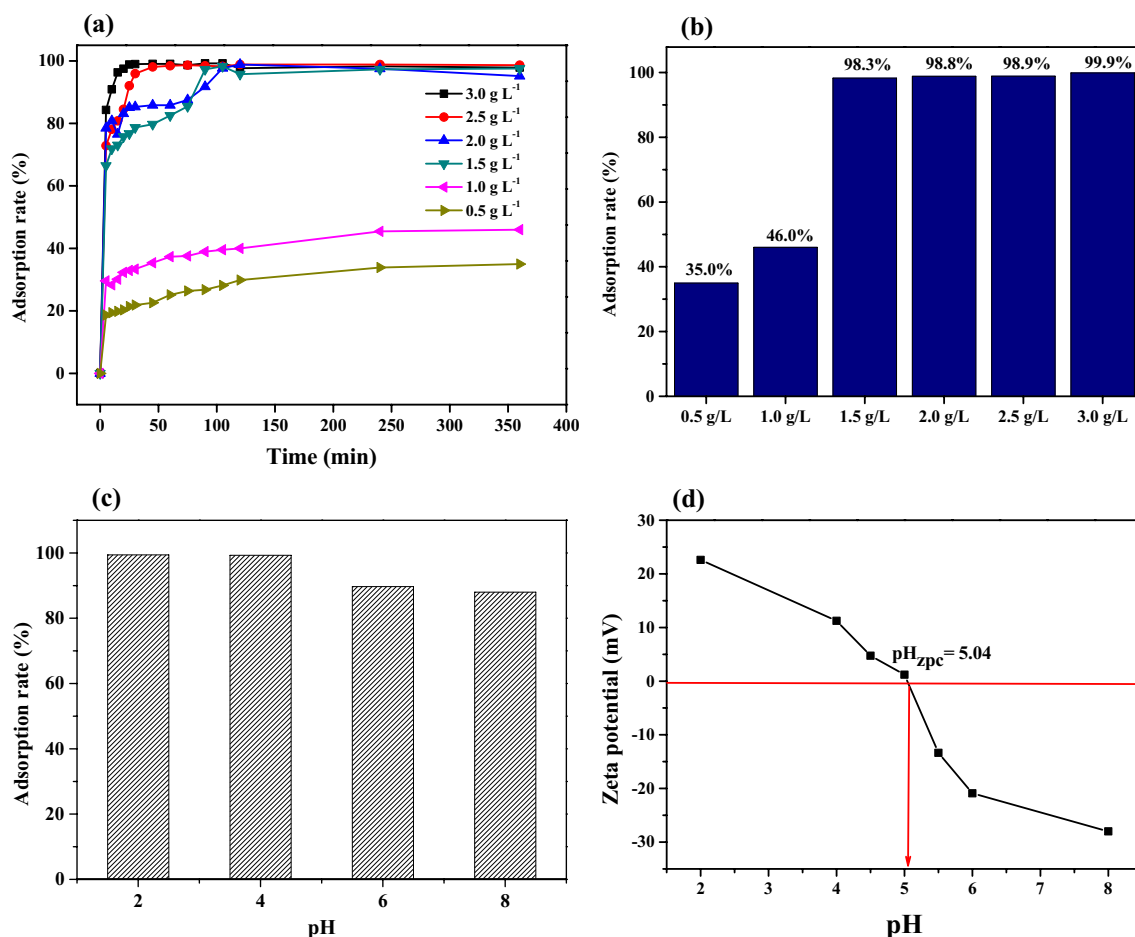 (a)
Adsorption rate (%)
100
80
60
40
20
0
3.0 g L-1
2.5 g L-1
2.0 g L-1
1.5 g L-1
1.0 g L-1
0.5 g L-1
0 50 100 150 200 250 300 350 400
Time (min)
(b)
Adsorption rate (%)
100
80
60
40
20
0
35.0%
46.0%
98.3%
98.8%
98.9%
99.9%
0.5 g/L 1.0 g/L 1.5 g/L 2.0 g/L 2.5 g/L 3.0 g/L
(c)
Adsorption rate (%)
100
80
60
40
20
0
2 4 6 8
pH
(d)
Zeta potential (mV)
30
20
10
0
-10
-20
-30
pHzpc= 5.04
2 3 4 5 6 7 8
pH